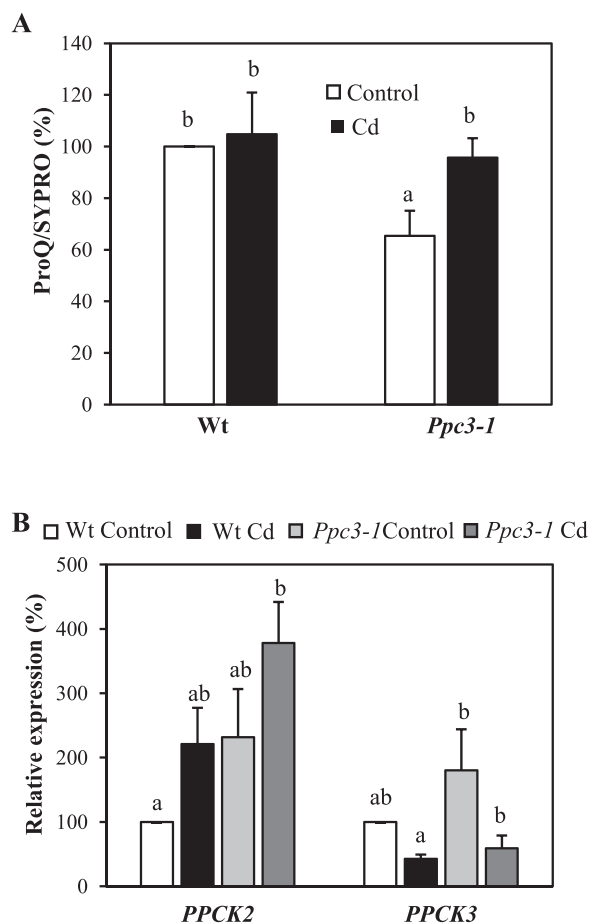 A
140
120
100
80
60
40
20
0
ProQ/SYPRO (%)
Control
Cd
b
b
a
b
Wt
Ppc3-1
B
Wt Control Wt Cd Ppc3-1Control Ppc3-1 Cd
500
400
300
200
100
0
Relative expression (%)
a
ab
ab
b
ab
a
b
b
PPCK2
PPCK3